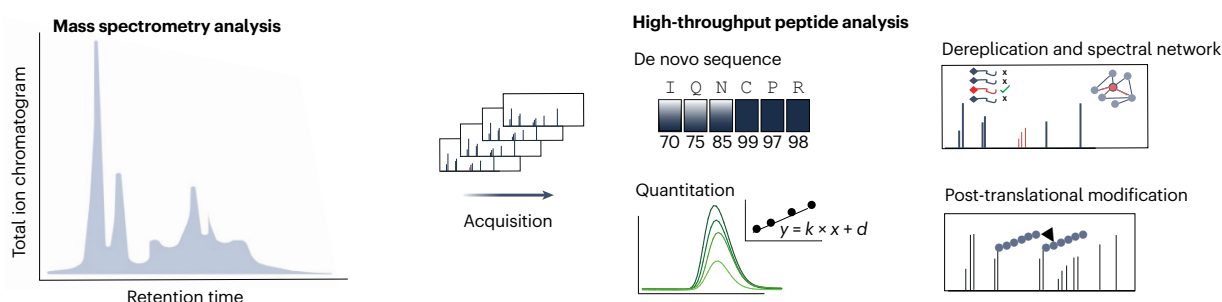 Mass spectrometry analysis
Total ion chromatogram
Retention time
Acquisition
High-throughput peptide analysis
De novo sequence
I Q N C P R
70 75 85 99 97 98
Dereplication and spectral network
x
x
x
Quantitation
y = k × x + d
Post-translational modification